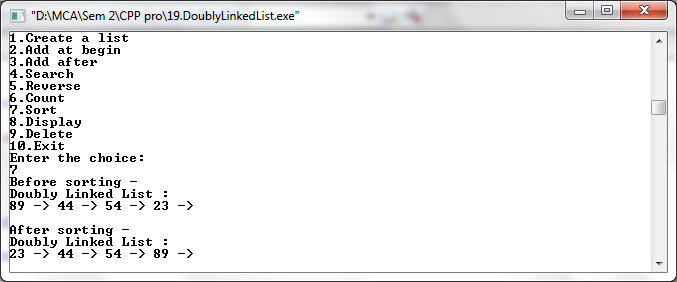 "D:\MCA\Sem 2\CPP pro\19.DoublyLinkedList.exe"
1.Create a list
2.Add at begin
3.Add after
4.Search
5.Reverse
6.Count
7.Sort
8.Display
9.Delete
10.Exit
Enter the choice:
7
Before sorting -
Doubly Linked List :
89 -> 44 -> 54 -> 23 ->
After sorting -
Doubly Linked List :
23 -> 44 -> 54 -> 89 ->